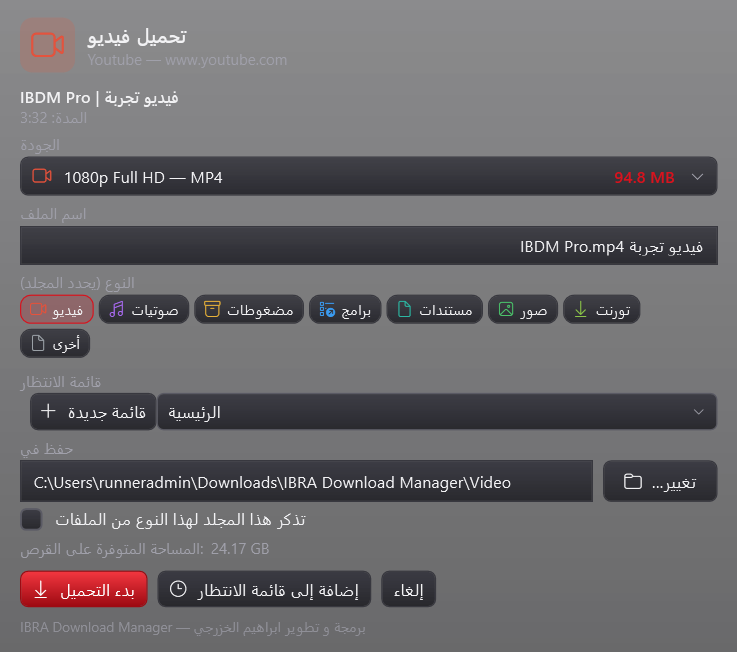 تحميل فيديو
Youtube — www.youtube.com
فيديو تجربة | IBDM Pro
المدة: 3:32
الجودة
1080p Full HD — MP4 94.8 MB
اسم الملف
فيديو تجربة IBDM Pro.mp4
النوع (يحدد المجلد)
فيديو صوتيات مضغوطات برامج مستندات صور تورنت
أخرى
قائمة الانتظار
قائمة جديدة الرئيسية
حفظ في
C:\Users\runneradmin\Downloads\IBRA Download Manager\Video تغيير...
تذكر هذا المجلد لهذا النوع من الملفات
المساحة المتوفرة على القرص: 24.17 GB
بدء التحميل إضافة إلى قائمة الانتظار إلغاء
IBRA Download Manager — برمجة و تطوير ابراهيم الخزرجي